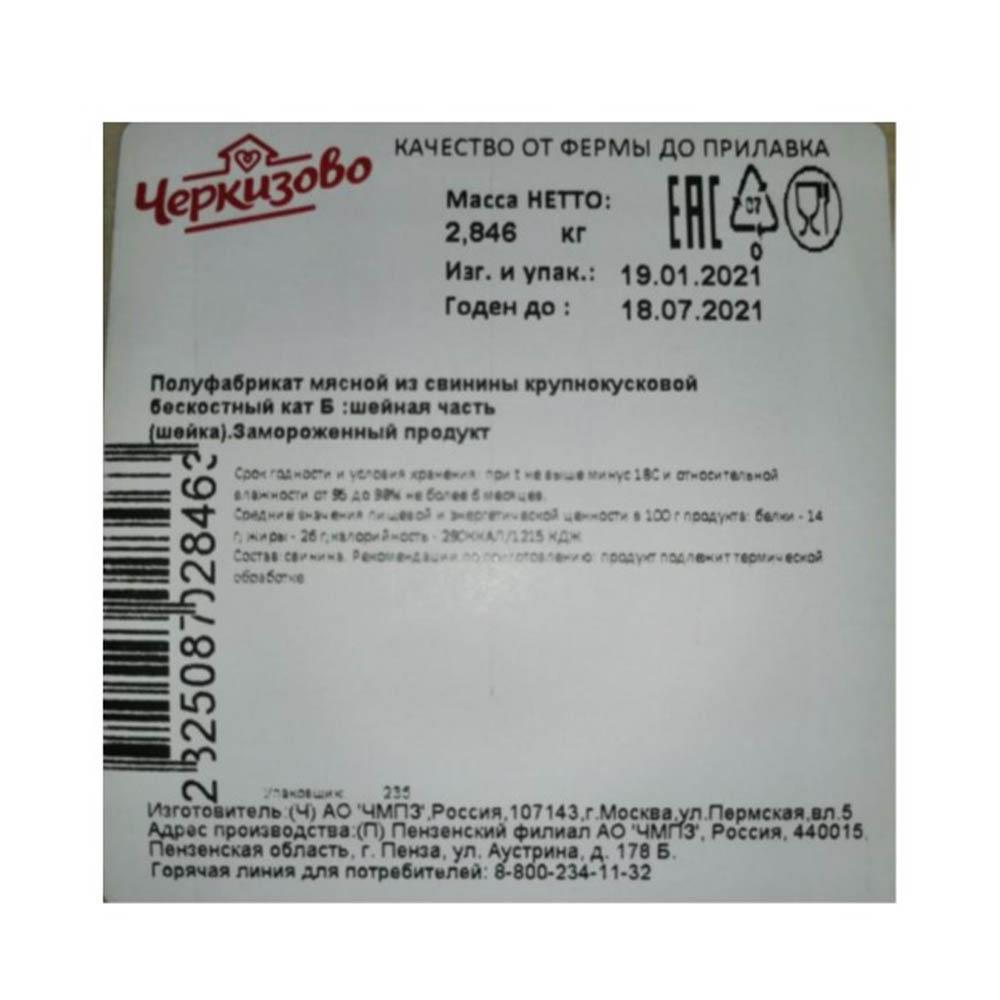 Черкизово
КАЧЕСТВО ОТ ФЕРМЫ ДО ПРИЛАВКА
Масса НЕТТО:
2,846 кг
EAC
07
0
Изг. и упак.: 19.01.2021
Годен до : 18.07.2021
Полуфабрикат мясной из свинины крупнокусковой
бескостный кат Б :шейная часть
(шейка).Замороженный продукт
Срок годности и условия хранения: при t не выше минус 18С и относительной
влажности от 95 до 98% не более 6 месяцев.
Средние значения пищевой и энергетической ценности в 100 г продукта: белки - 14
г; жиры - 26 г; калорийность - 290ККАЛ/1215 КДЖ
Состав: свинина. Рекомендации по приготовлению: продукт подлежит термической
обработке
2325087028463
Упаковщик: 235
Изготовитель:(Ч) АО 'ЧМПЗ',Россия,107143,г.Москва,ул.Пермская,вл.5
Адрес производства:(П) Пензенский филиал АО 'ЧМПЗ', Россия, 440015,
Пензенская область, г. Пенза, ул. Аустрина, д. 178 Б.
Горячая линия для потребителей: 8-800-234-11-32